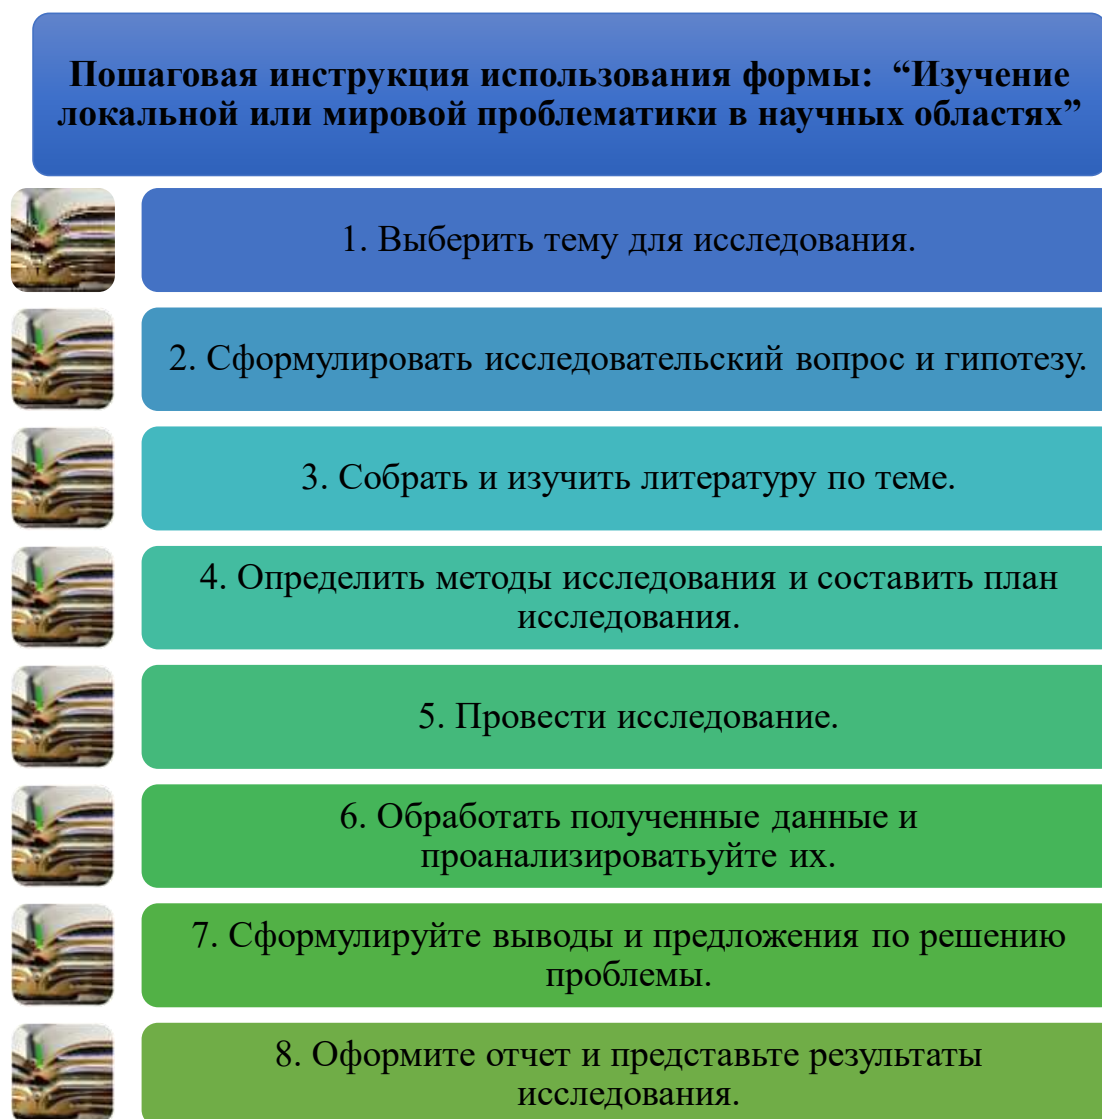 Пошаговая инструкция использования формы: “Изучение
локальной или мировой проблематики в научных областях”
1. Выберить тему для исследования.
2. Сформулировать исследовательский вопрос и гипотезу.
3. Собрать и изучить литературу по теме.
4. Определить методы исследования и составить план
исследования.
5. Провести исследование.
6. Обработать полученные данные и
проанализироватьуйте их.
7. Сформулируйте выводы и предложения по решению
проблемы.
8. Оформите отчет и представьте результаты
исследования.